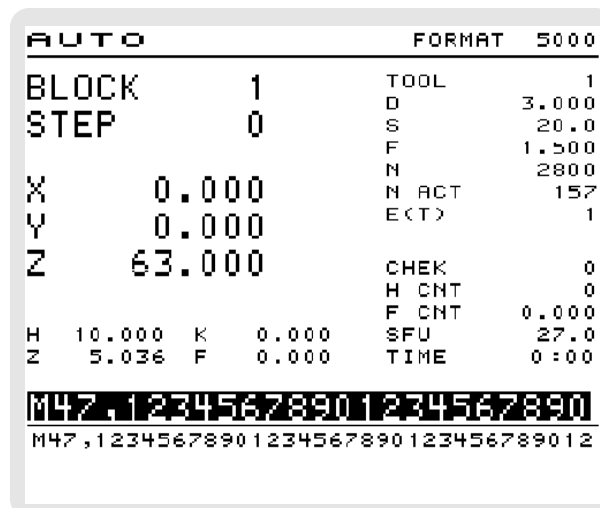 AUTO FORMAT 5000
BLOCK 1 TOOL 1
D 3.000
STEP 0 S 20.0
F 1.500
N 2800
X 0.000 N ACT 157
Y 0.000 E(T) 1
Z 63.000 CHEK 0
H CNT 0
F CNT 0.000
H 10.000 K 0.000 SFU 27.0
Z 5.036 F 0.000 TIME 0:00
M47,12345678901234567890
M47,12345678901234567890123456789012